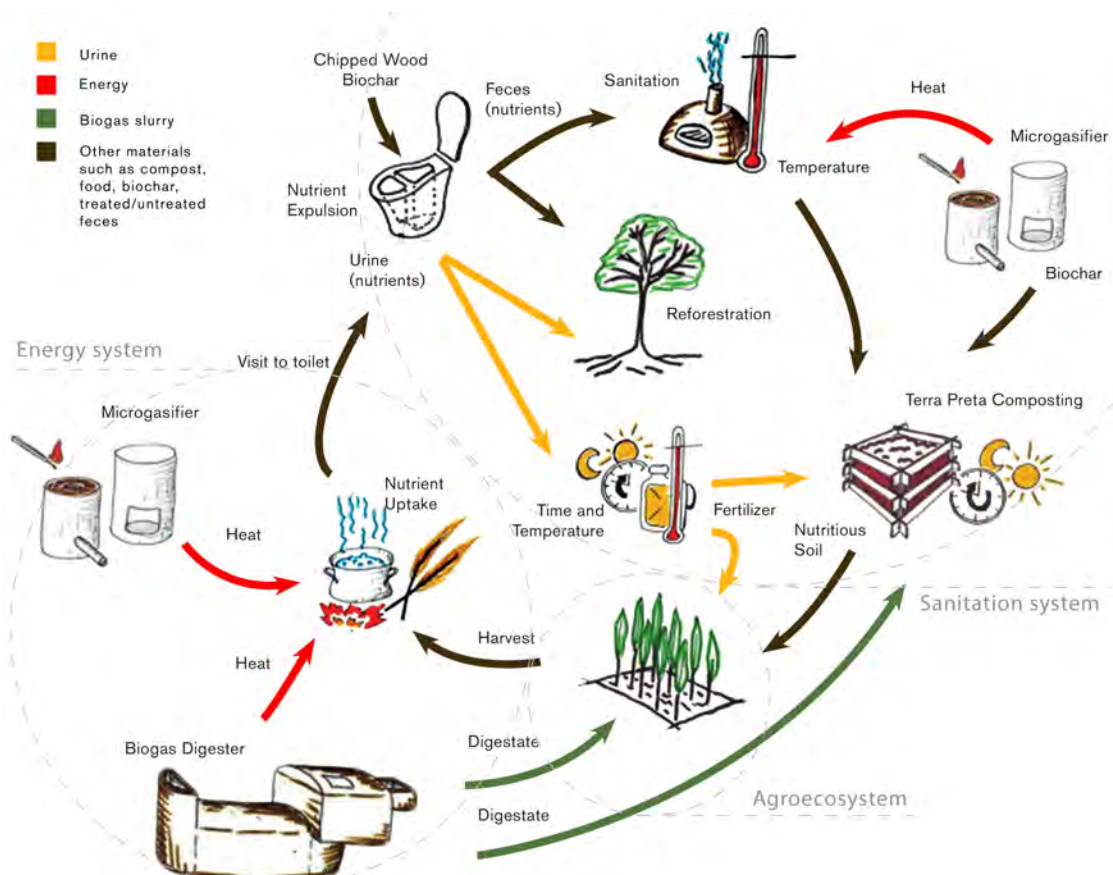 Urine
Energy
Biogas slurry
Other materials
such as compost,
food, biochar,
treated/untreated
feces
Chipped Wood
Biochar
Feces
(nutrients)
Sanitation
Heat
Microgasifier
Temperature
Nutrient
Expulsion
Urine
(nutrients)
Biochar
Reforestration
Energy system
Visit to toilet
Microgasifier
Terra Preta Composting
Nutrient
Uptake
Time and
Temperature
Fertilizer
Nutritious
Soil
Heat
Sanitation system
Harvest
Heat
Biogas Digester
Digestate
Agroecosystem
Digestate